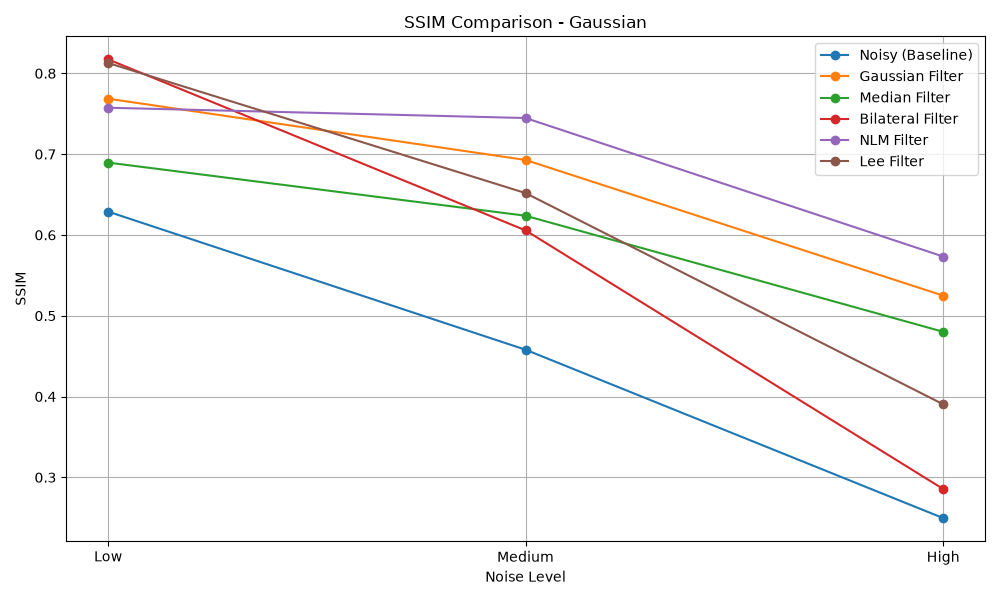 SSIM Comparison - Gaussian
Noisy (Baseline)
Gaussian Filter
Median Filter
Bilateral Filter
NLM Filter
Lee Filter
SSIM
0.8
0.7
0.6
0.5
0.4
0.3
Low Medium High
Noise Level